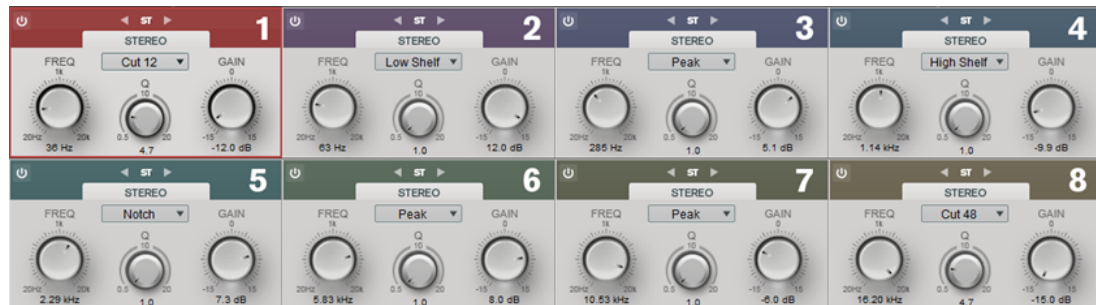 ST 1 ST 2 ST 3 ST 4
STEREO STEREO STEREO STEREO
FREQ Cut 12 GAIN FREQ Low Shelf GAIN FREQ Peak GAIN FREQ High Shelf GAIN
1k Q 0 1k Q 0 1k Q 0 1k Q 0
10 10 10 10
20Hz 20k 0.5 20 -15 15 20Hz 20k 0.5 20 -15 15 20Hz 20k 0.5 20 -15 15 20Hz 20k 0.5 20 -15 15
36 Hz 4.7 -12.0 dB 63 Hz 1.0 12.0 dB 285 Hz 1.0 5.1 dB 1.14 kHz 1.0 -9.9 dB
ST 5 ST 6 ST 7 ST 8
STEREO STEREO STEREO STEREO
FREQ Notch GAIN FREQ Peak GAIN FREQ Peak GAIN FREQ Cut 48 GAIN
1k Q 0 1k Q 0 1k Q 0 1k Q 0
10 10 10 10
20Hz 20k 0.5 20 -15 15 20Hz 20k 0.5 20 -15 15 20Hz 20k 0.5 20 -15 15 20Hz 20k 0.5 20 -15 15
2.29 kHz 1.0 7.3 dB 5.83 kHz 1.0 8.0 dB 10.53 kHz 1.0 -6.0 dB 16.20 kHz 4.0 -15.0 dB